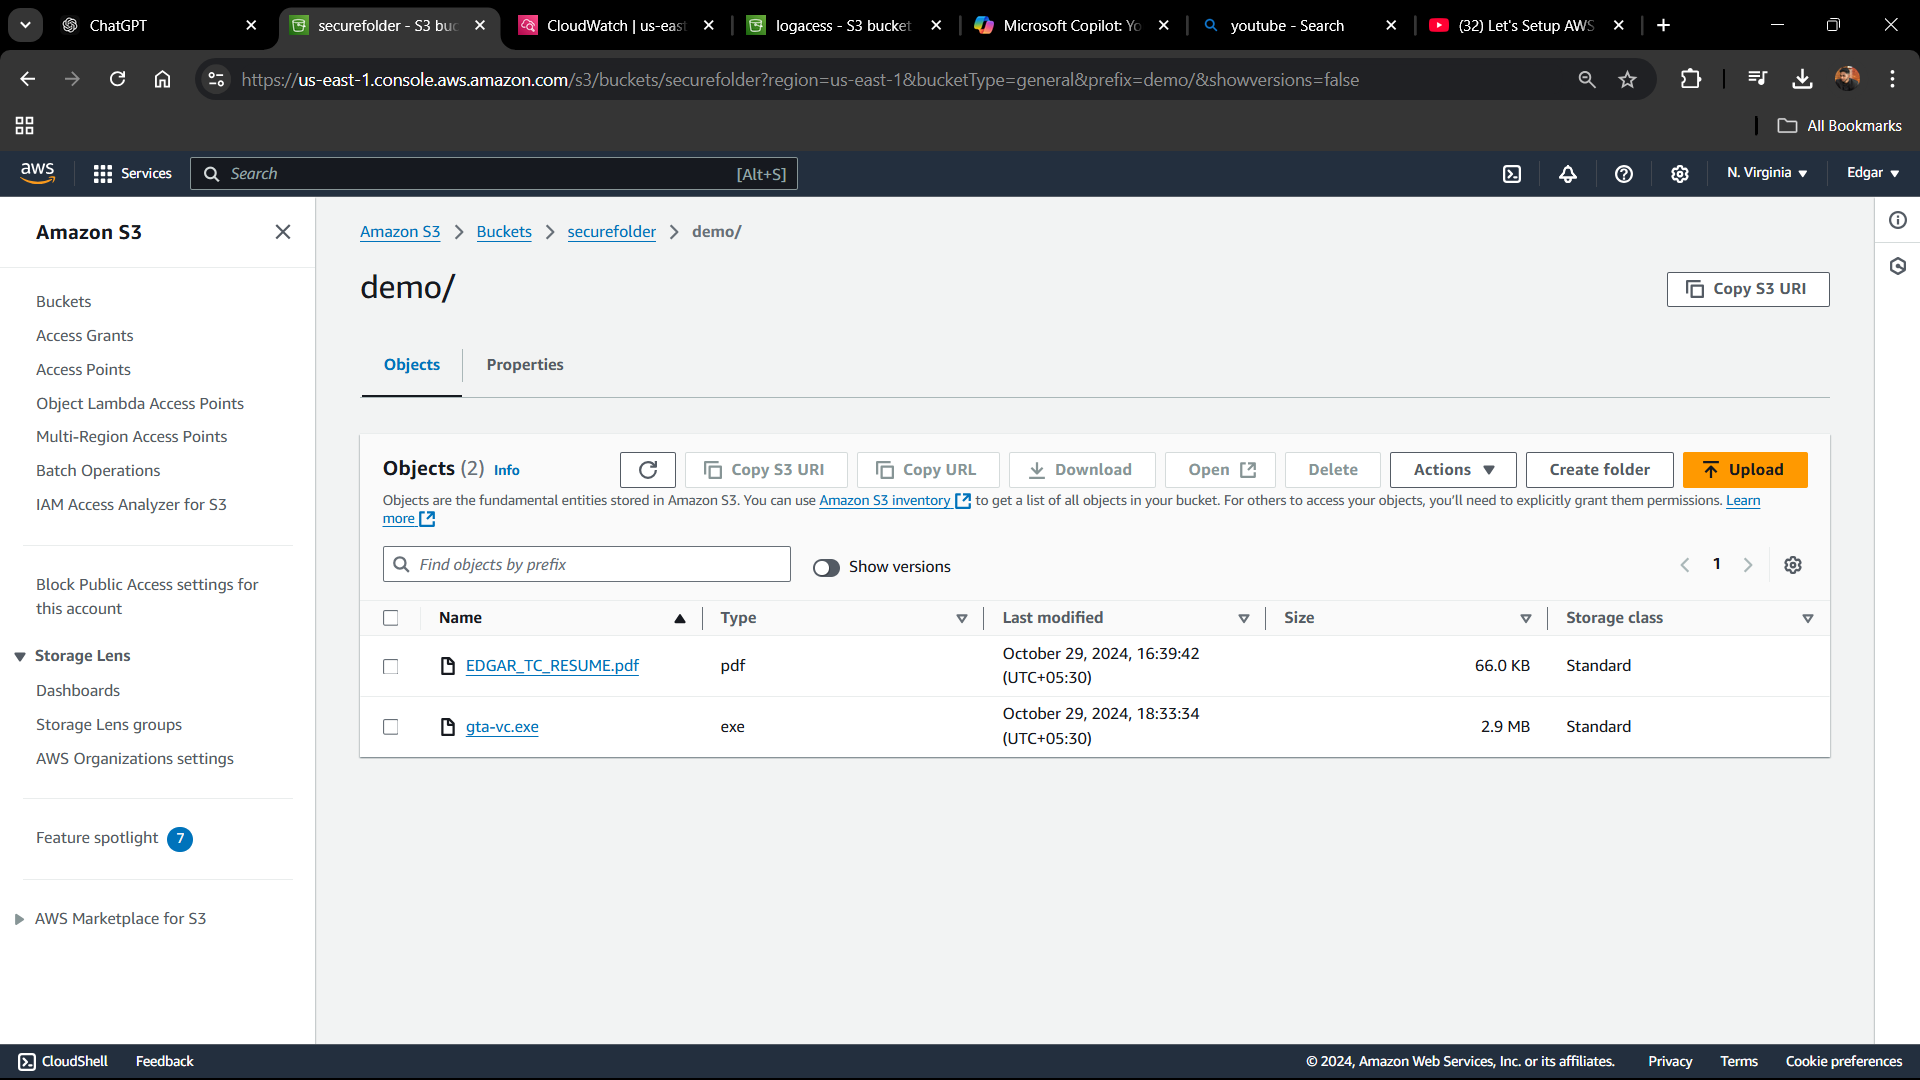 ChatGPT
securefolder - S3 buc
CloudWatch | us-east
logacess - S3 bucket
Microsoft Copilot: Yo
youtube - Search
(32) Let's Setup AWS
https://us-east-1.console.aws.amazon.com/s3/buckets/securefolder?region=us-east-1&bucketType=general&prefix=demo/&showversions=false
All Bookmarks
aws
Services
Search
[Alt+S]
N. Virginia
Edgar
Amazon S3
Buckets
Access Grants
Access Points
Object Lambda Access Points
Multi-Region Access Points
Batch Operations
IAM Access Analyzer for S3
Block Public Access settings for
this account
Storage Lens
Dashboards
Storage Lens groups
AWS Organizations settings
Feature spotlight 7
AWS Marketplace for S3
Amazon S3 > Buckets > securefolder > demo/
demo/
Copy S3 URI
Objects
Properties
Objects (2) Info
Copy S3 URI
Copy URL
Download
Open
Delete
Actions
Create folder
Upload
Objects are the fundamental entities stored in Amazon S3. You can use Amazon S3 inventory to get a list of all objects in your bucket. For others to access your objects, you'll need to explicitly grant them permissions. Learn
more
Find objects by prefix
Show versions
1
Name Type Last modified Size Storage class
EDGAR_TC_RESUME.pdf pdf October 29, 2024, 16:39:42 66.0 KB Standard
(UTC+05:30)
gta-vc.exe exe October 29, 2024, 18:33:34 2.9 MB Standard
(UTC+05:30)
CloudShell
Feedback
© 2024, Amazon Web Services, Inc. or its affiliates.
Privacy
Terms
Cookie preferences